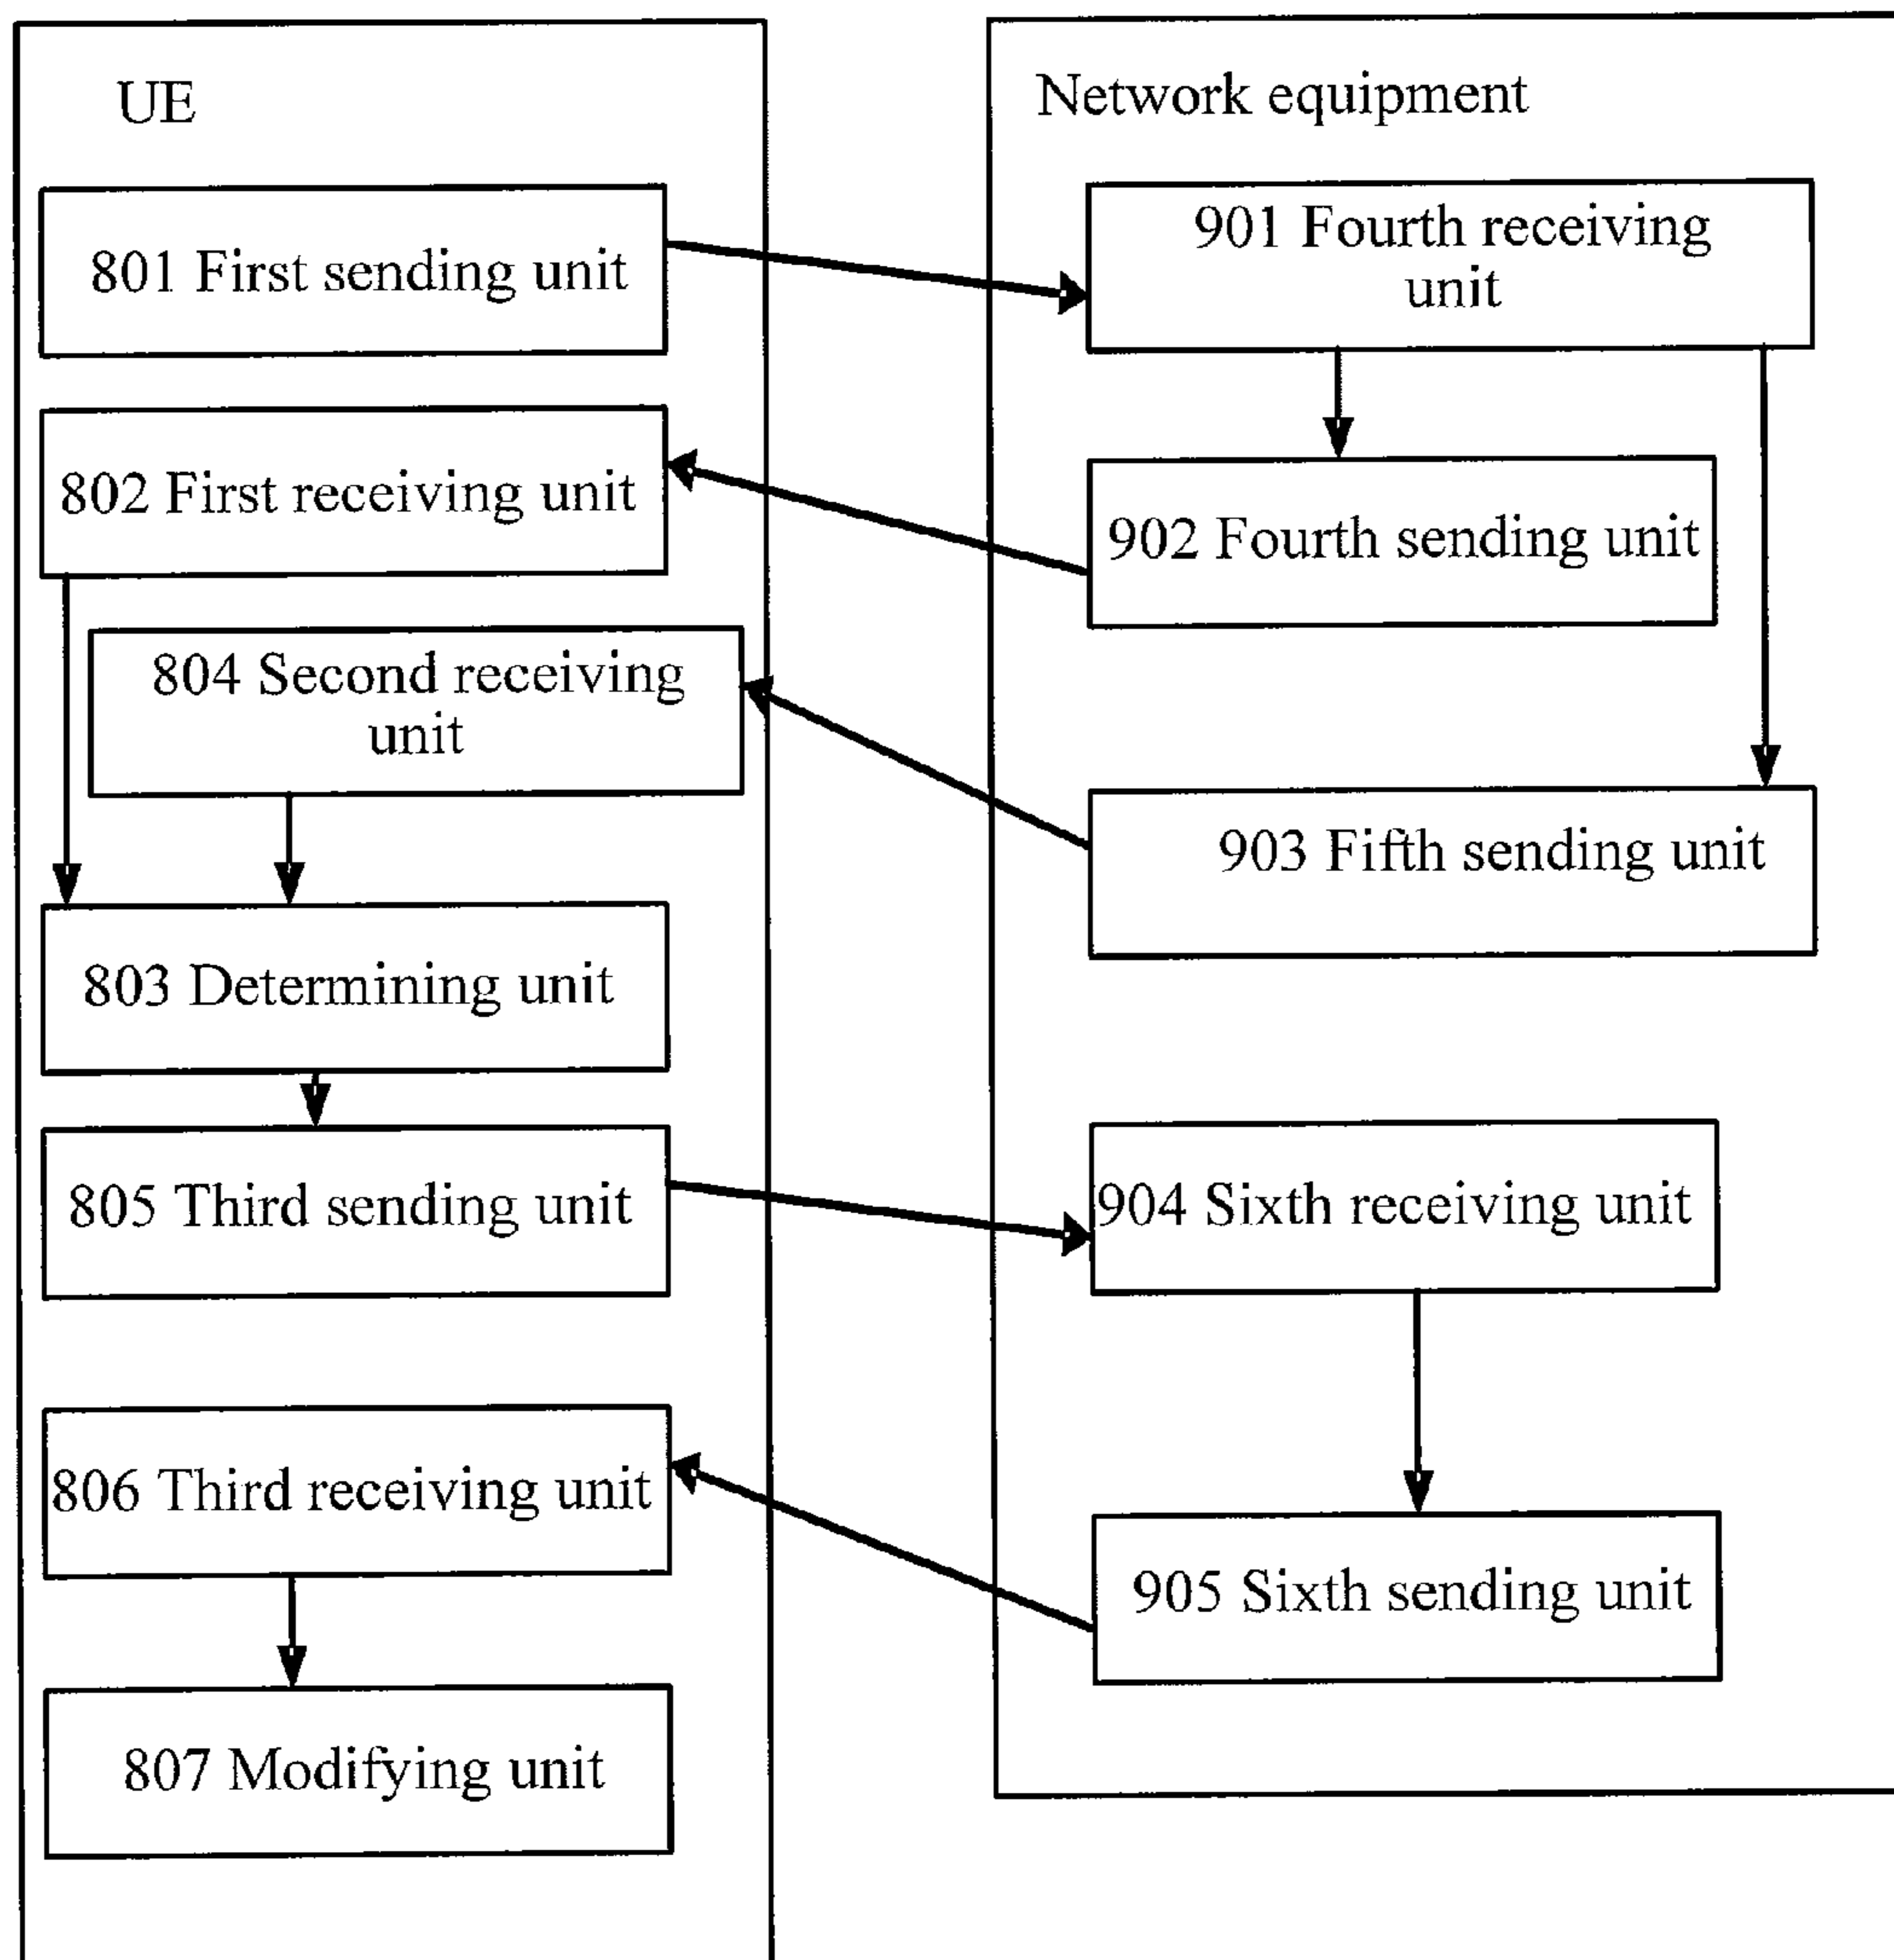 UE
801 First sending unit
802 First receiving unit
804 Second receiving
unit
803 Determining unit
805 Third sending unit
806 Third receiving unit
807 Modifying unit
Network equipment
901 Fourth receiving
unit
902 Fourth sending unit
903 Fifth sending unit
904 Sixth receiving unit
905 Sixth sending unit